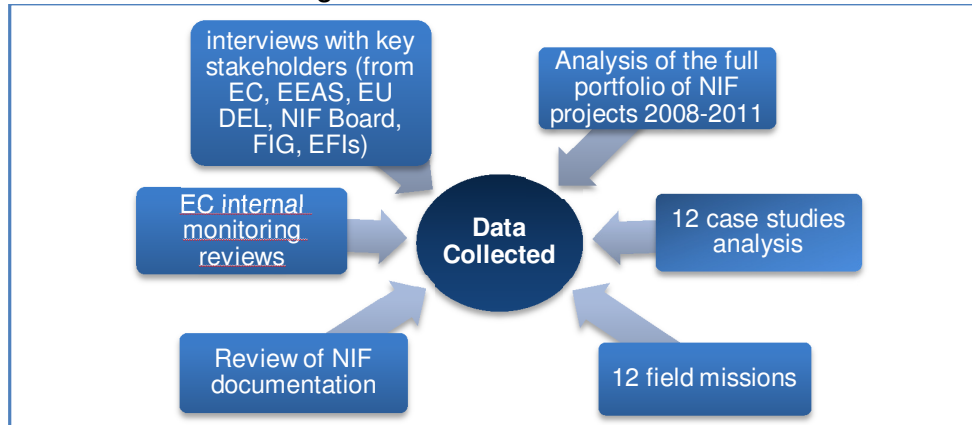 interviews with key
stakeholders (from
EC, EEAS, EU
DEL, NIF Board,
FIG, EFIs)
Analysis of the full
portfolio of NIF
projects 2008-2011
EC internal
monitoring
reviews
Data
Collected
12 case studies
analysis
Review of NIF
documentation
12 field missions